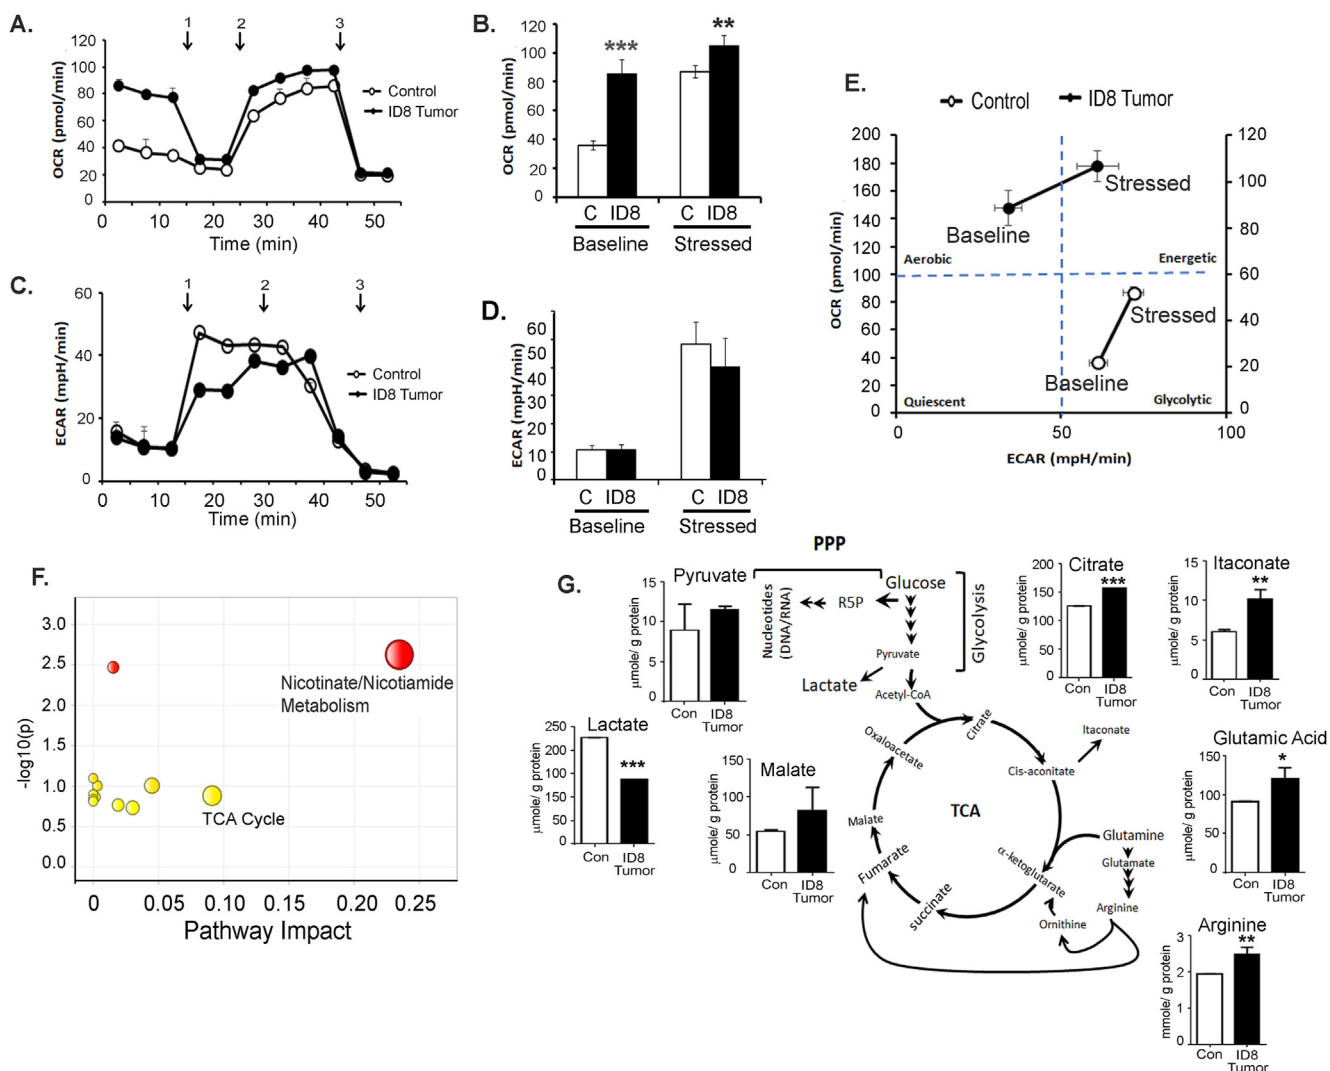 A.
1
2
3
120
100
80
60
40
20
0
OCR (pmol/min)
Control
ID8 Tumor
0
10
20
30
40
50
Time (min)
B.
***
**
120
100
80
60
40
20
0
OCR (pmol/min)
C
ID8
C
ID8
Baseline
Stressed
C.
1
2
3
60
40
20
0
ECAR (mpH/min)
Control
ID8 Tumor
0
10
20
30
40
50
Time (min)
D.
60
50
40
30
20
10
0
ECAR (mpH/min)
C
ID8
C
ID8
Baseline
Stressed
E.
Control
ID8 Tumor
200
180
160
140
120
200
100
80
60
40
20
0
OCR (pmol/min)
120
100
80
60
40
20
0
Stressed
Baseline
Aerobic
Energetic
Stressed
Baseline
Quiescent
Glycolytic
0
50
100
ECAR (mpH/min)
F.
3.0
2.5
2.0
1.5
1.0
0.5
0.0
-log10(p)
Nicotinate/Nicotiamide
Metabolism
TCA Cycle
0
0.05
0.10
0.15
0.20
0.25
Pathway Impact
G.
PPP
Nucleotides
(DNA/RNA)
R5P
Glucose
Glycolysis
Pyruvate
Lactate
Acetyl-CoA
Oxaloacetate
Citrate
Itaconate
Cis-aconitate
TCA
Malate
Fumarate
succinate
α-ketoglutarate
Glutamine
Glutamate
Arginine
Ornithine
Pyruvate
15
10
5
0
µmole/ g protein
Con
ID8
Tumor
Lactate
250
200
150
100
50
0
µmole/ g protein
***
Con
ID8
Tumor
Malate
150
100
50
0
µmole/ g protein
Con
ID8
Tumor
Citrate
200
150
100
50
0
µmole/ g protein
***
Con
ID8
Tumor
Itaconate
15
10
5
0
µmole/ g protein
**
Con
ID8
Tumor
Glutamic Acid
150
100
50
0
µmole/ g protein
*
Con
ID8
Tumor
Arginine
3
2
1
0
mmole/ g protein
**
Con
ID8
Tumor